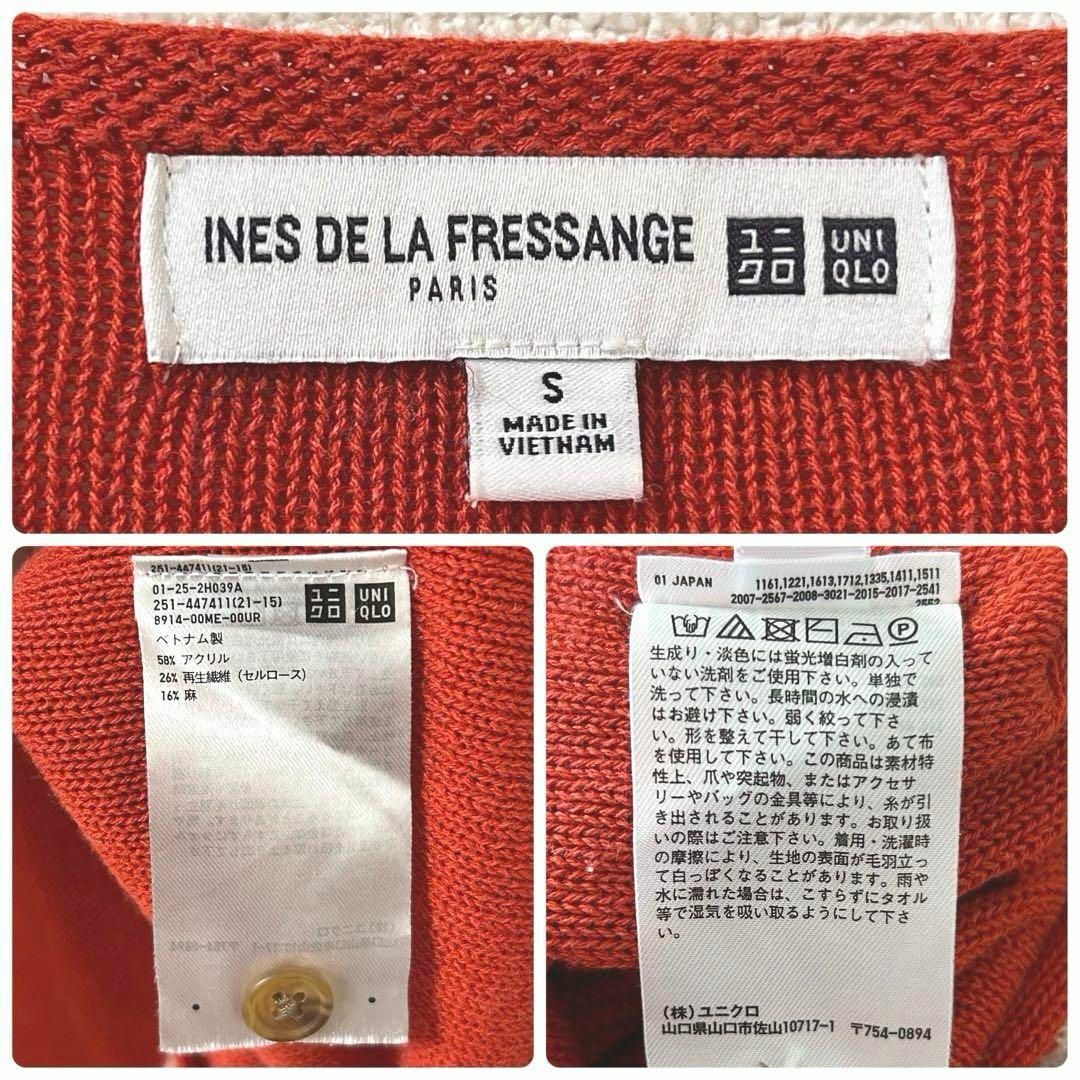 INES DE LA FRESSANGE
PARIS
ユニ
クロ
UNI
QLO
S
MADE IN
VIETNAM
251-447411(21-15)
01-25-2H039A
251-447411(21-15)
8914-00ME-00UR
ユニ
クロ
UNI
QLO
ベトナム製
58% アクリル
26% 再生繊維（セルロース）
16% 麻
01 JAPAN
1161,1221,1613,1712,1335,1411,1511
2007-2567-2008-3021-2015-2017-2541
2552
生成り・淡色には蛍光増白剤の入って
いない洗剤をご使用下さい。単独で
洗って下さい。長時間の水への浸漬
はお避け下さい。弱く絞って下さ
い。形を整えて干して下さい。あて布
を使用して下さい。この商品は素材特
性上、爪や突起物、またはアクセサ
リーやバッグの金具等により、糸が引
き出されることがあります。お取り扱
いの際はご注意下さい。着用・洗濯時
の摩擦により、生地の表面が毛羽立っ
て白っぽくなることがあります。雨や
水に濡れた場合は、こすらずにタオル
等で湿気を吸い取るようにして下さ
い。
(株)ユニクロ
山口県山口市佐山10717-1 〒754-0894